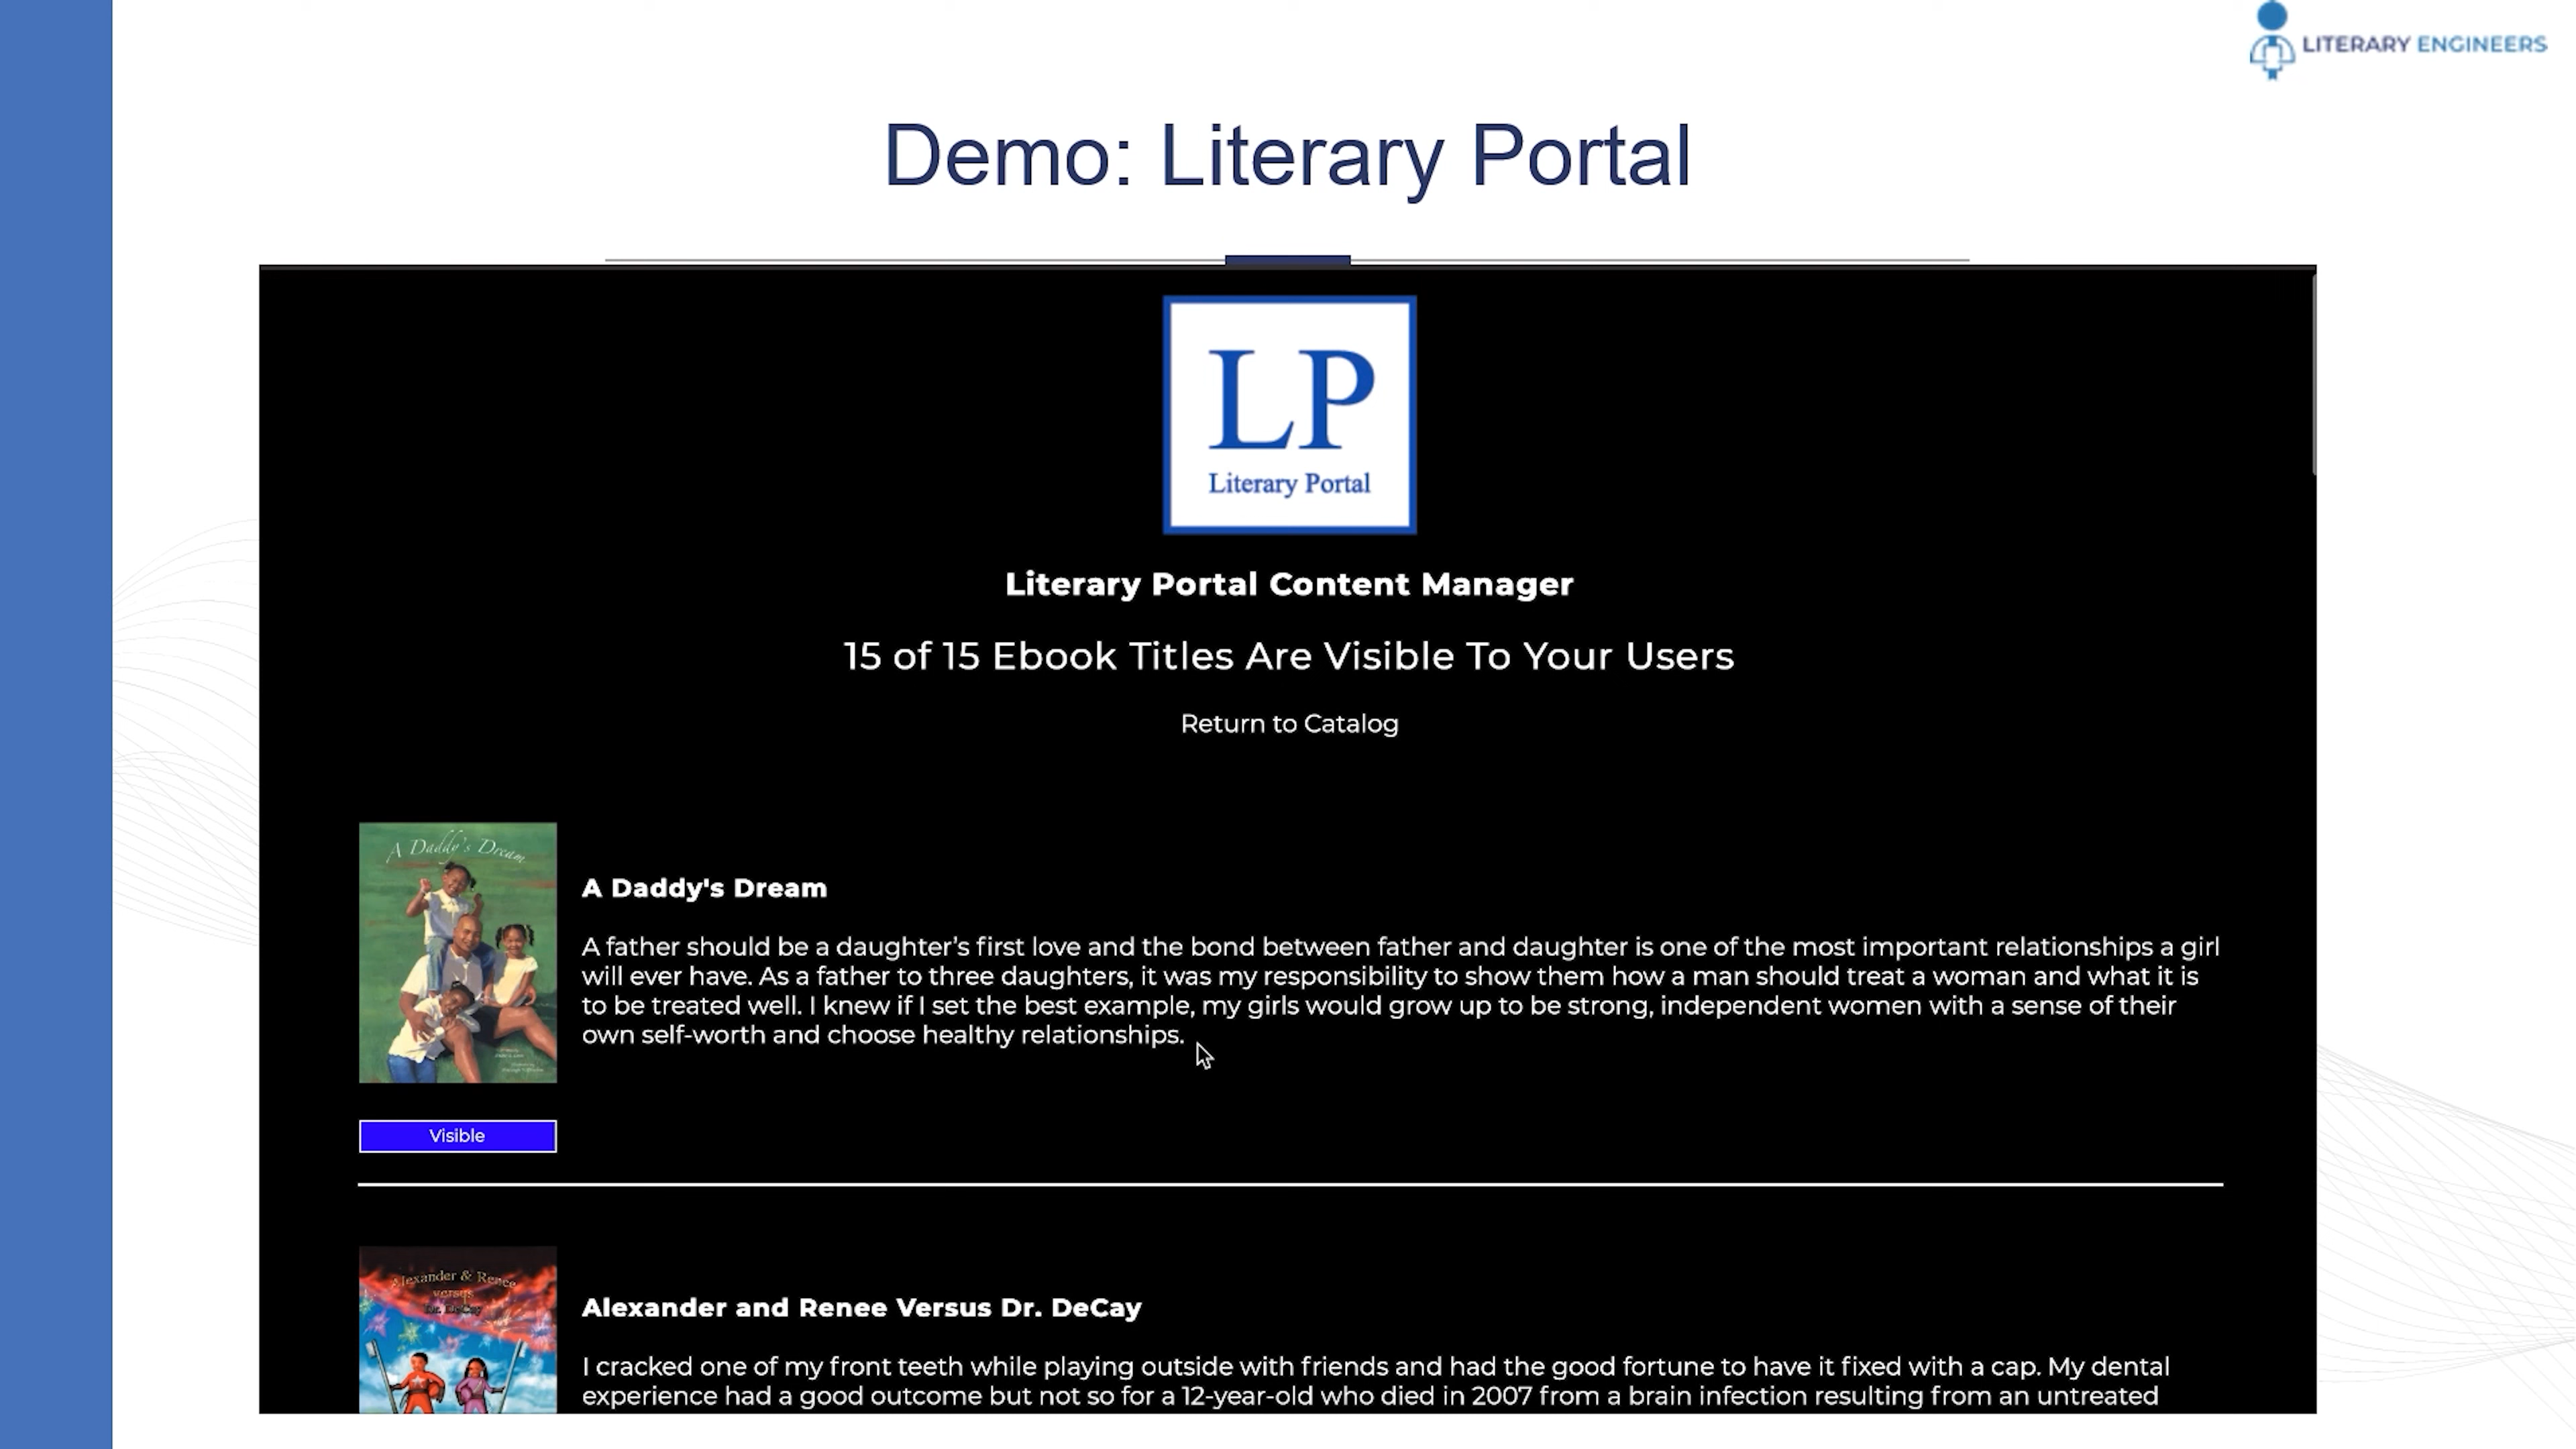 LITERARY ENGINEERS
Demo: Literary Portal
LP
Literary Portal
Literary Portal Content Manager
15 of 15 Ebook Titles Are Visible To Your Users
Return to Catalog
A Daddy's Dream
A Daddy's Dream
A father should be a daughter’s first love and the bond between father and daughter is one of the most important relationships a girl
will ever have. As a father to three daughters, it was my responsibility to show them how a man should treat a woman and what it is
to be treated well. I knew if I set the best example, my girls would grow up to be strong, independent women with a sense of their
own self-worth and choose healthy relationships.
Visible
Alexander & Renee
versus
Dr. DeCay
Alexander and Renee Versus Dr. DeCay
I cracked one of my front teeth while playing outside with friends and had the good fortune to have it fixed with a cap. My dental
experience had a good outcome but not so for a 12-year-old who died in 2007 from a brain infection resulting from an untreated